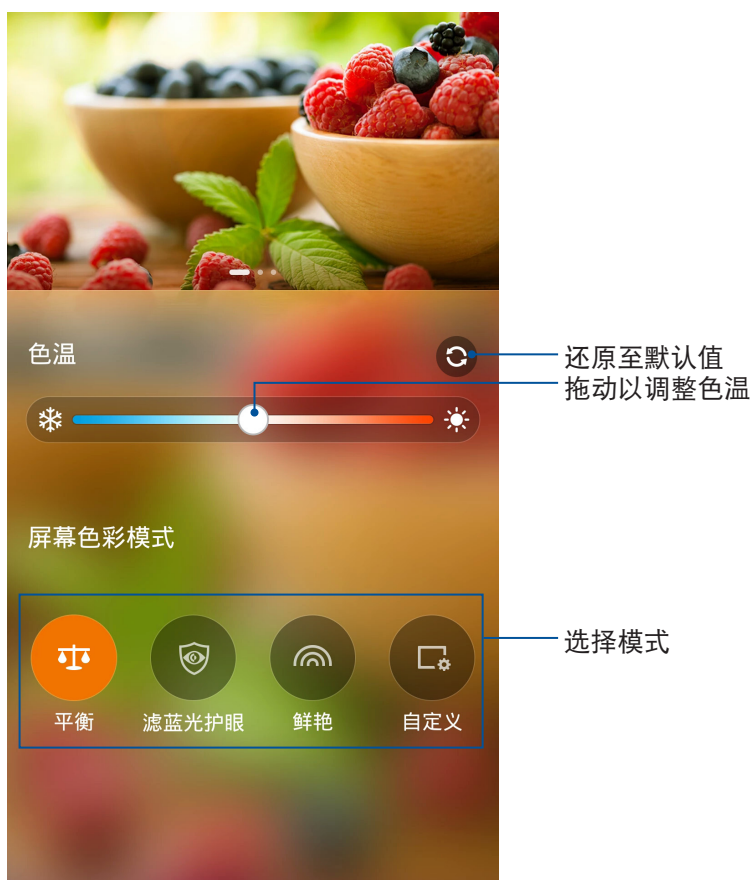 色温
还原至默认值
拖动以调整色温
屏幕色彩模式
选择模式
平衡
滤蓝光护眼
鲜艳
自定义